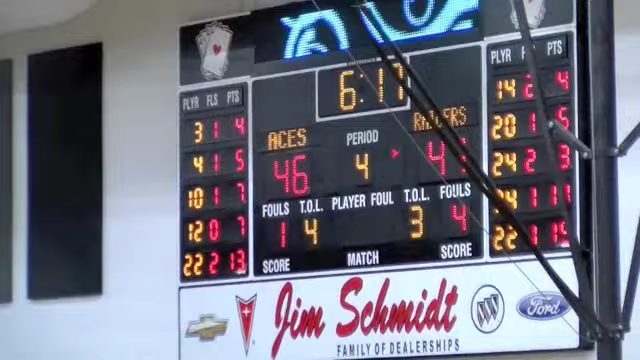 6:17
PLYR FLS PTS
3 1 4
4 1 5
10 1 7
12 0 7
22 2 13
ACES
46
PERIOD
4
FOULS T.O.L. PLAYER FOUL T.O.L. FOULS
1 4 3 4
SCORE MATCH SCORE
PLYR FLS PTS
14 2 4
20 1 5
24 2 3
22 1 15
Jim Schmidt
FAMILY OF DEALERSHIPS
Ford